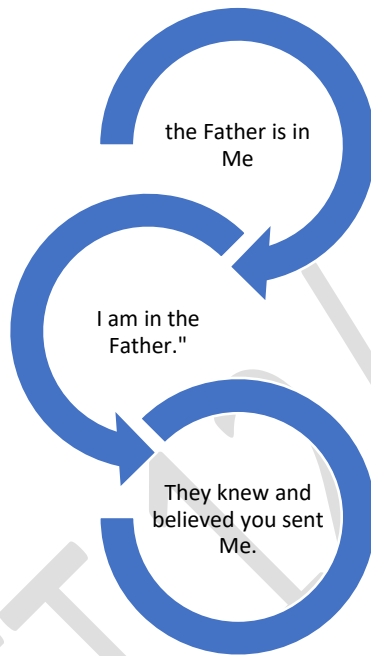 the Father is in
Me
I am in the
Father."
They knew and
believed you sent
Me.